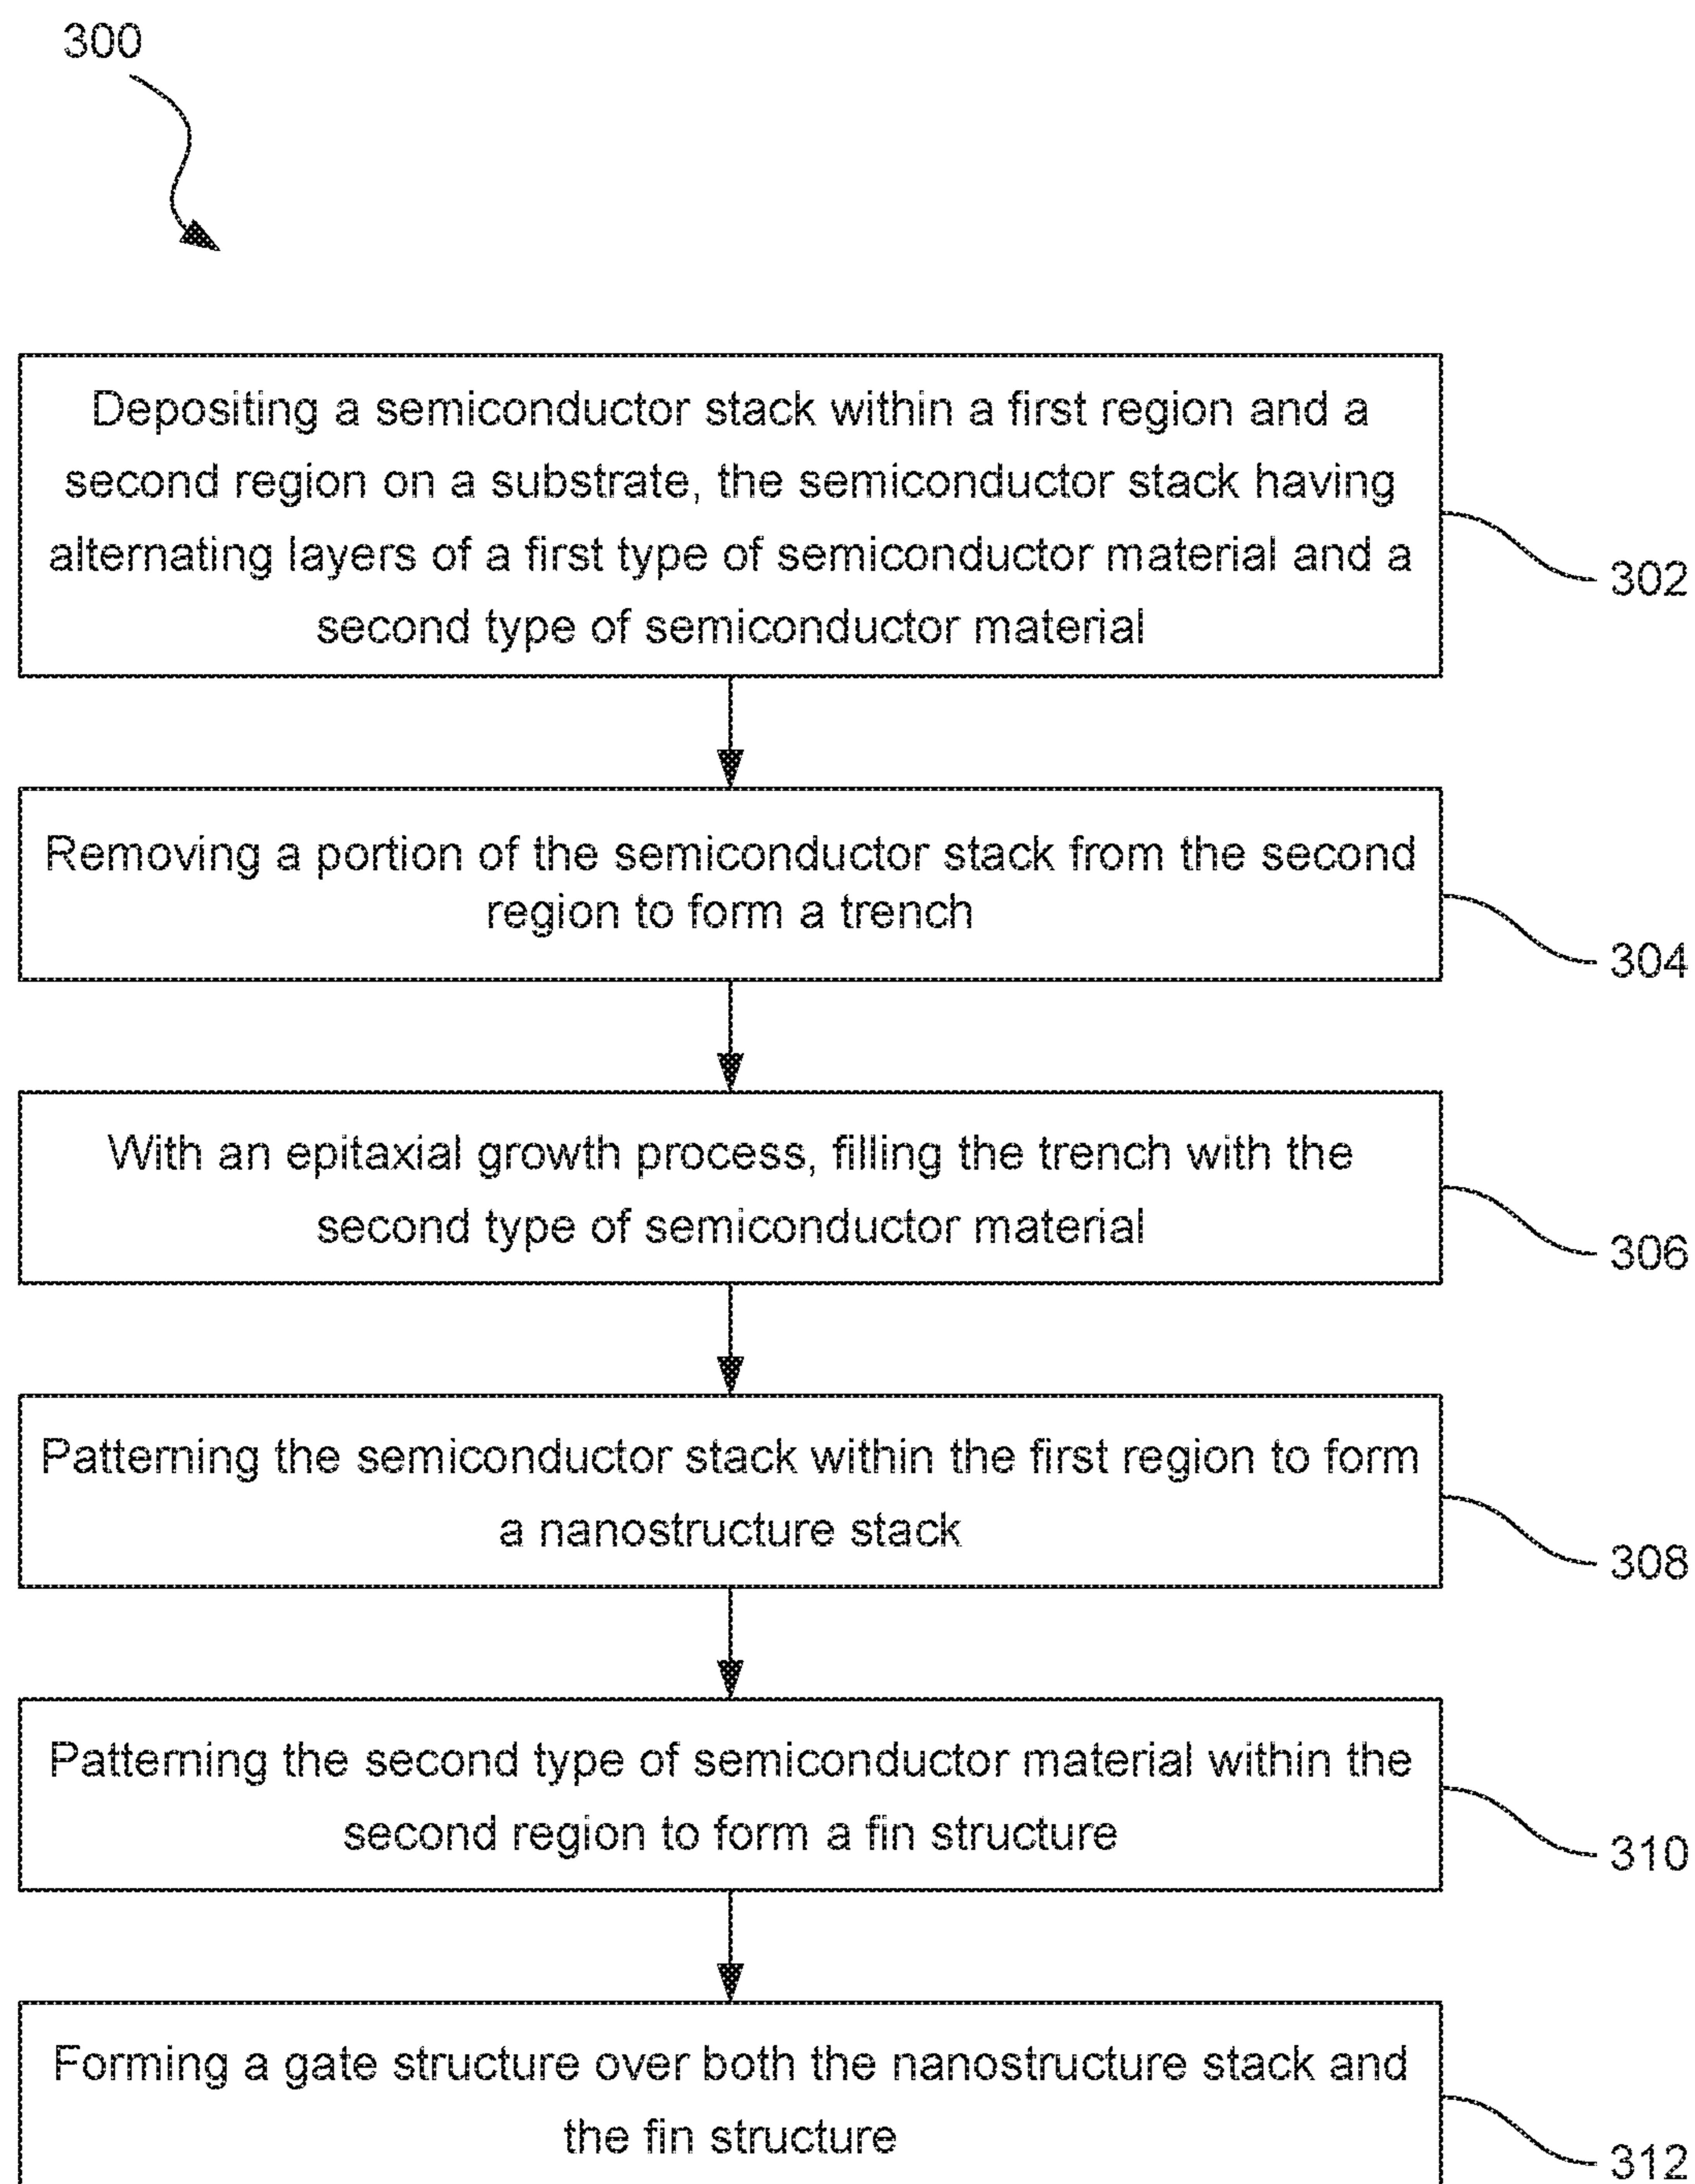 300
Depositing a semiconductor stack within a first region and a
second region on a substrate, the semiconductor stack having
alternating layers of a first type of semiconductor material and a
second type of semiconductor material
302
Removing a portion of the semiconductor stack from the second
region to form a trench
304
With an epitaxial growth process, filling the trench with the
second type of semiconductor material
306
Patterning the semiconductor stack within the first region to form
a nanostructure stack
308
Patterning the second type of semiconductor material within the
second region to form a fin structure
310
Forming a gate structure over both the nanostructure stack and
the fin structure
312